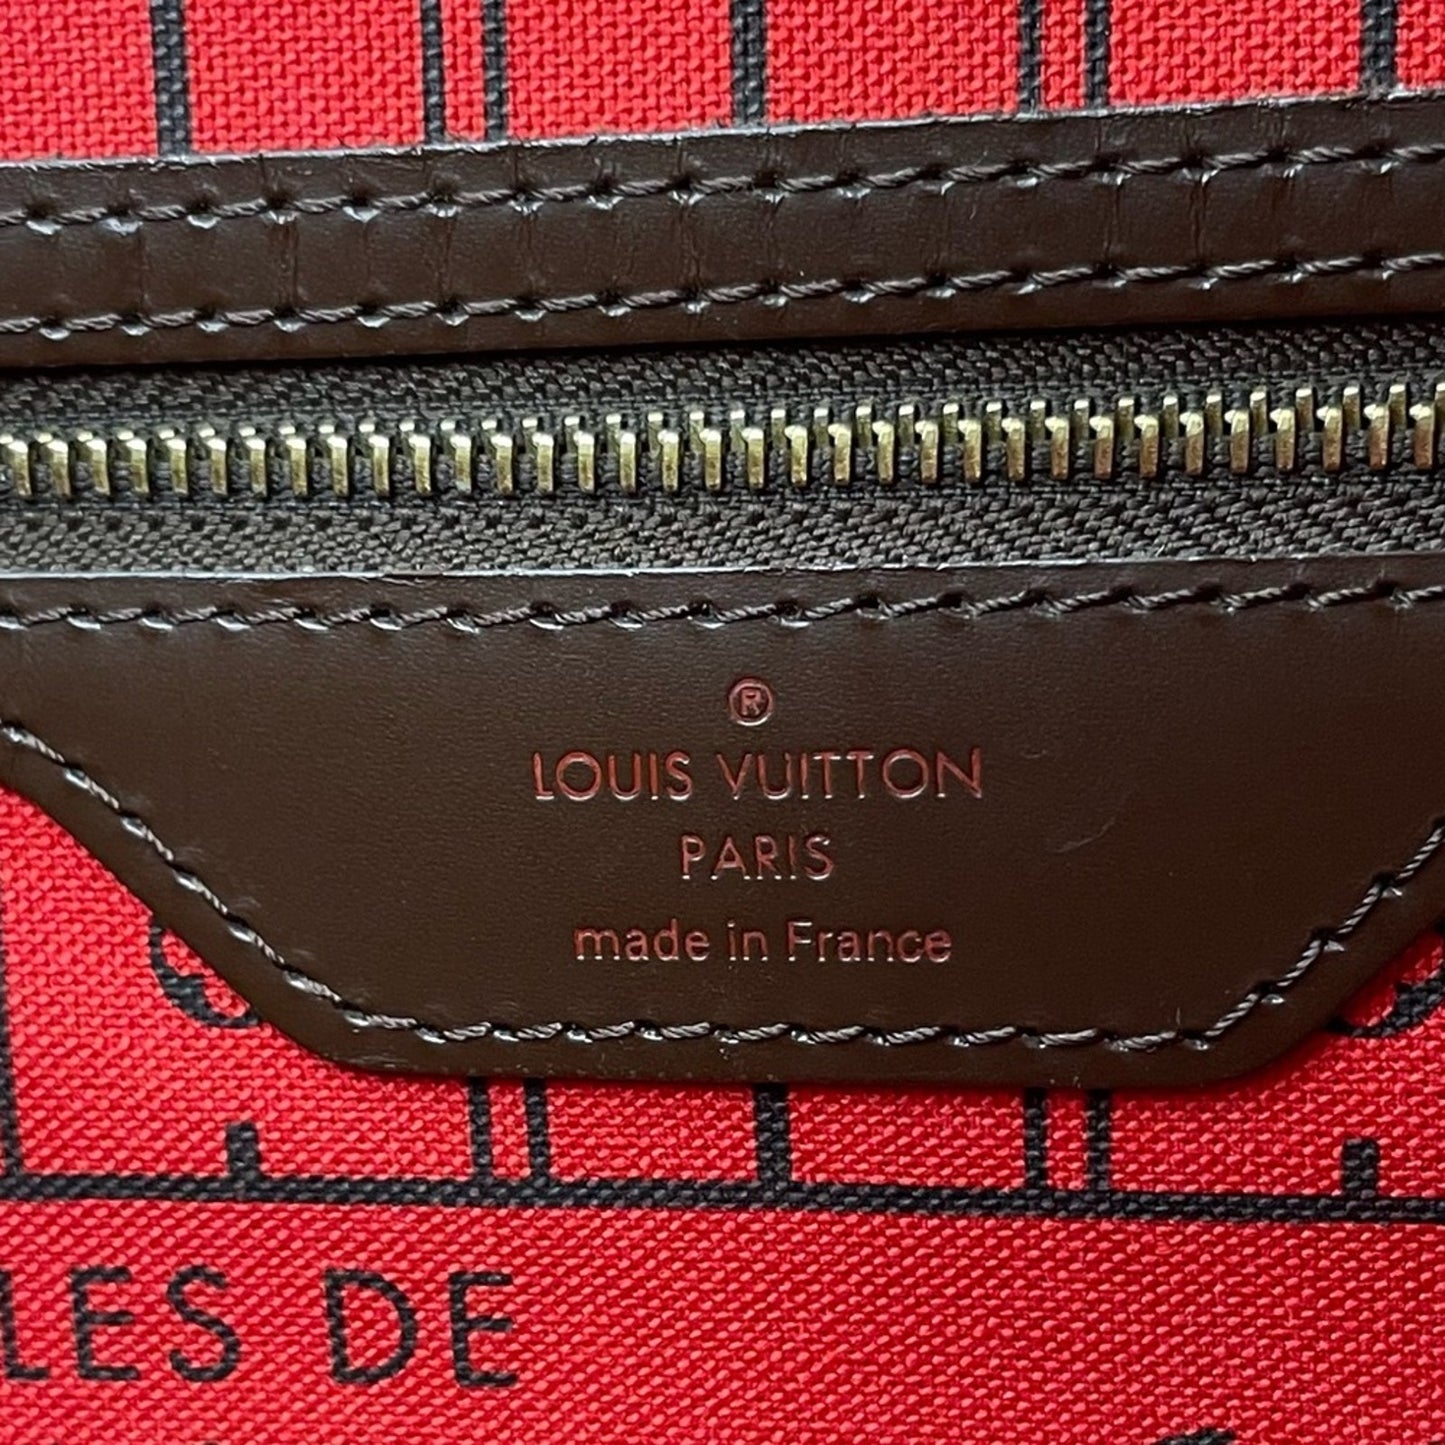 ®
LOUIS VUITTON
PARIS
made in France
LES DE